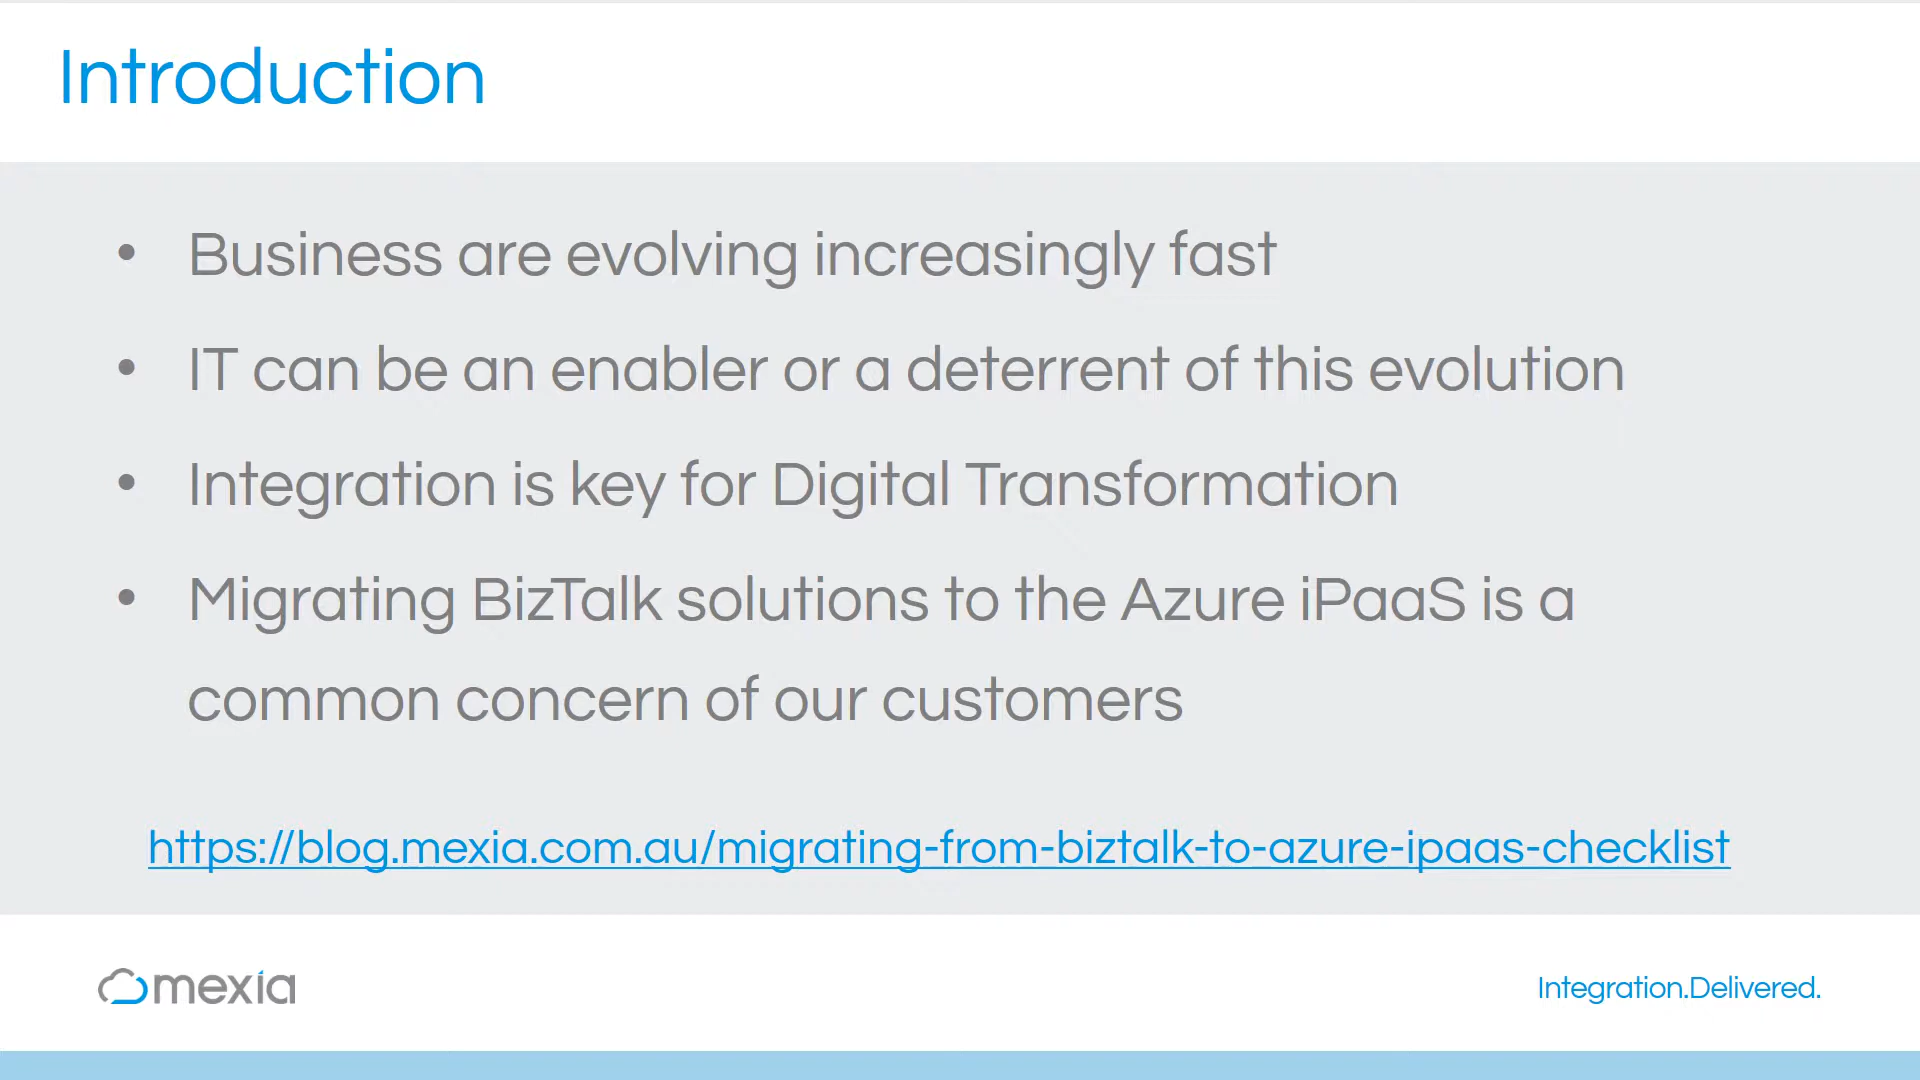 Introduction
• Business are evolving increasingly fast
• IT can be an enabler or a deterrent of this evolution
• Integration is key for Digital Transformation
• Migrating BizTalk solutions to the Azure iPaaS is a
common concern of our customers
https://blog.mexia.com.au/migrating-from-biztalk-to-azure-ipaas-checklist
mexia
Integration.Delivered.